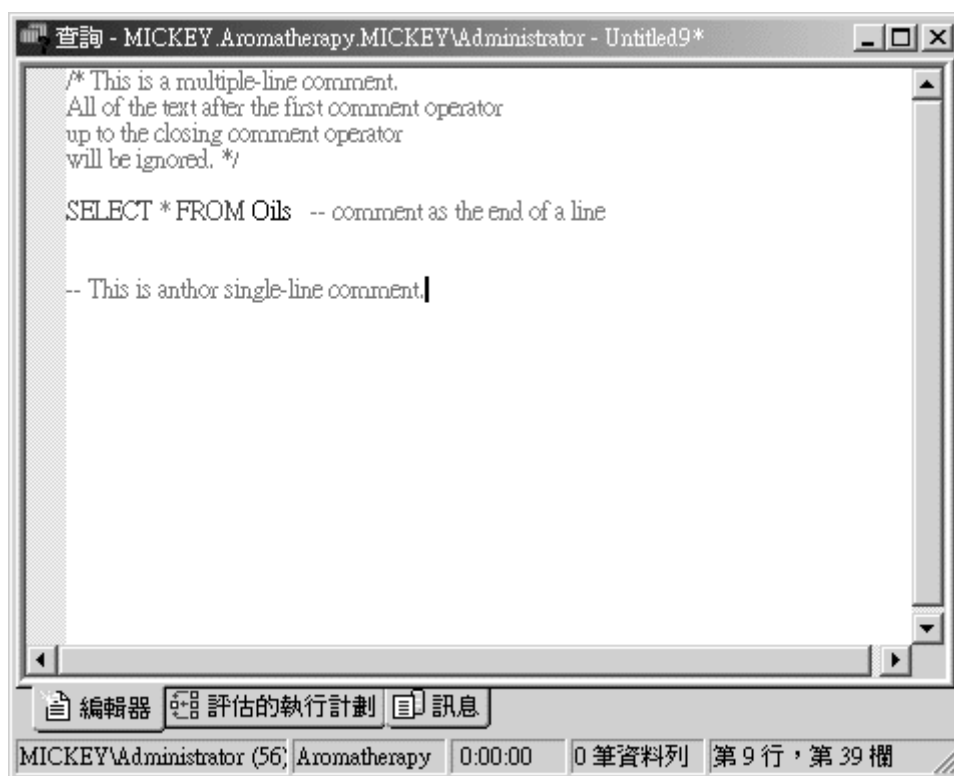 查詢 - MICKEY.Aromatherapy.MICKEY\Administrator - Untitled9*
/* This is a multiple-line comment.
All of the text after the first comment operator
up to the closing comment operator
will be ignored. */
SELECT * FROM Oils -- comment as the end of a line
-- This is anthor single-line comment.
編輯器 評估的執行計劃 訊息
MICKEY\Administrator (56) Aromatherapy 0:00:00 0 筆資料列 第 9 行，第 39 欄